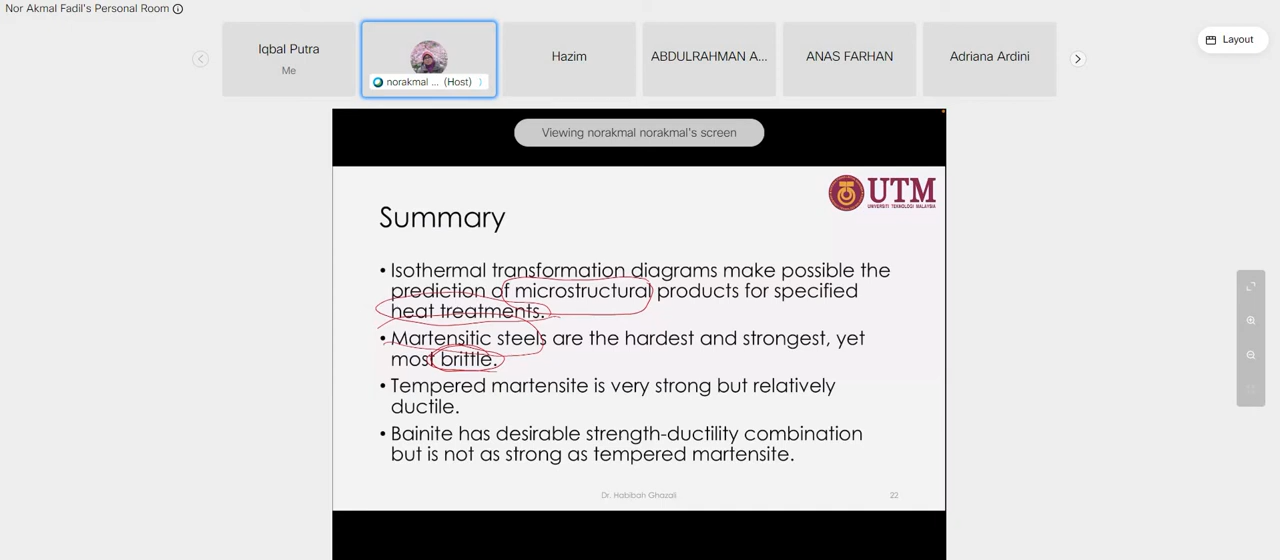 Nor Akmal Fadil's Personal Room
Layout
Iqbal Putra
Me
norakmal ... (Host)
Hazim
ABDULRAHMAN A...
ANAS FARHAN
Adriana Ardini
Viewing norakmal norakmal's screen
UTM
UNIVERSITI TEKNOLOGI MALAYSIA
Summary
• Isothermal transformation diagrams make possible the
prediction of microstructural products for specified
heat treatments.
• Martensitic steels are the hardest and strongest, yet
most brittle.
• Tempered martensite is very strong but relatively
ductile.
• Bainite has desirable strength-ductility combination
but is not as strong as tempered martensite.
Dr. Habibah Ghazali
22